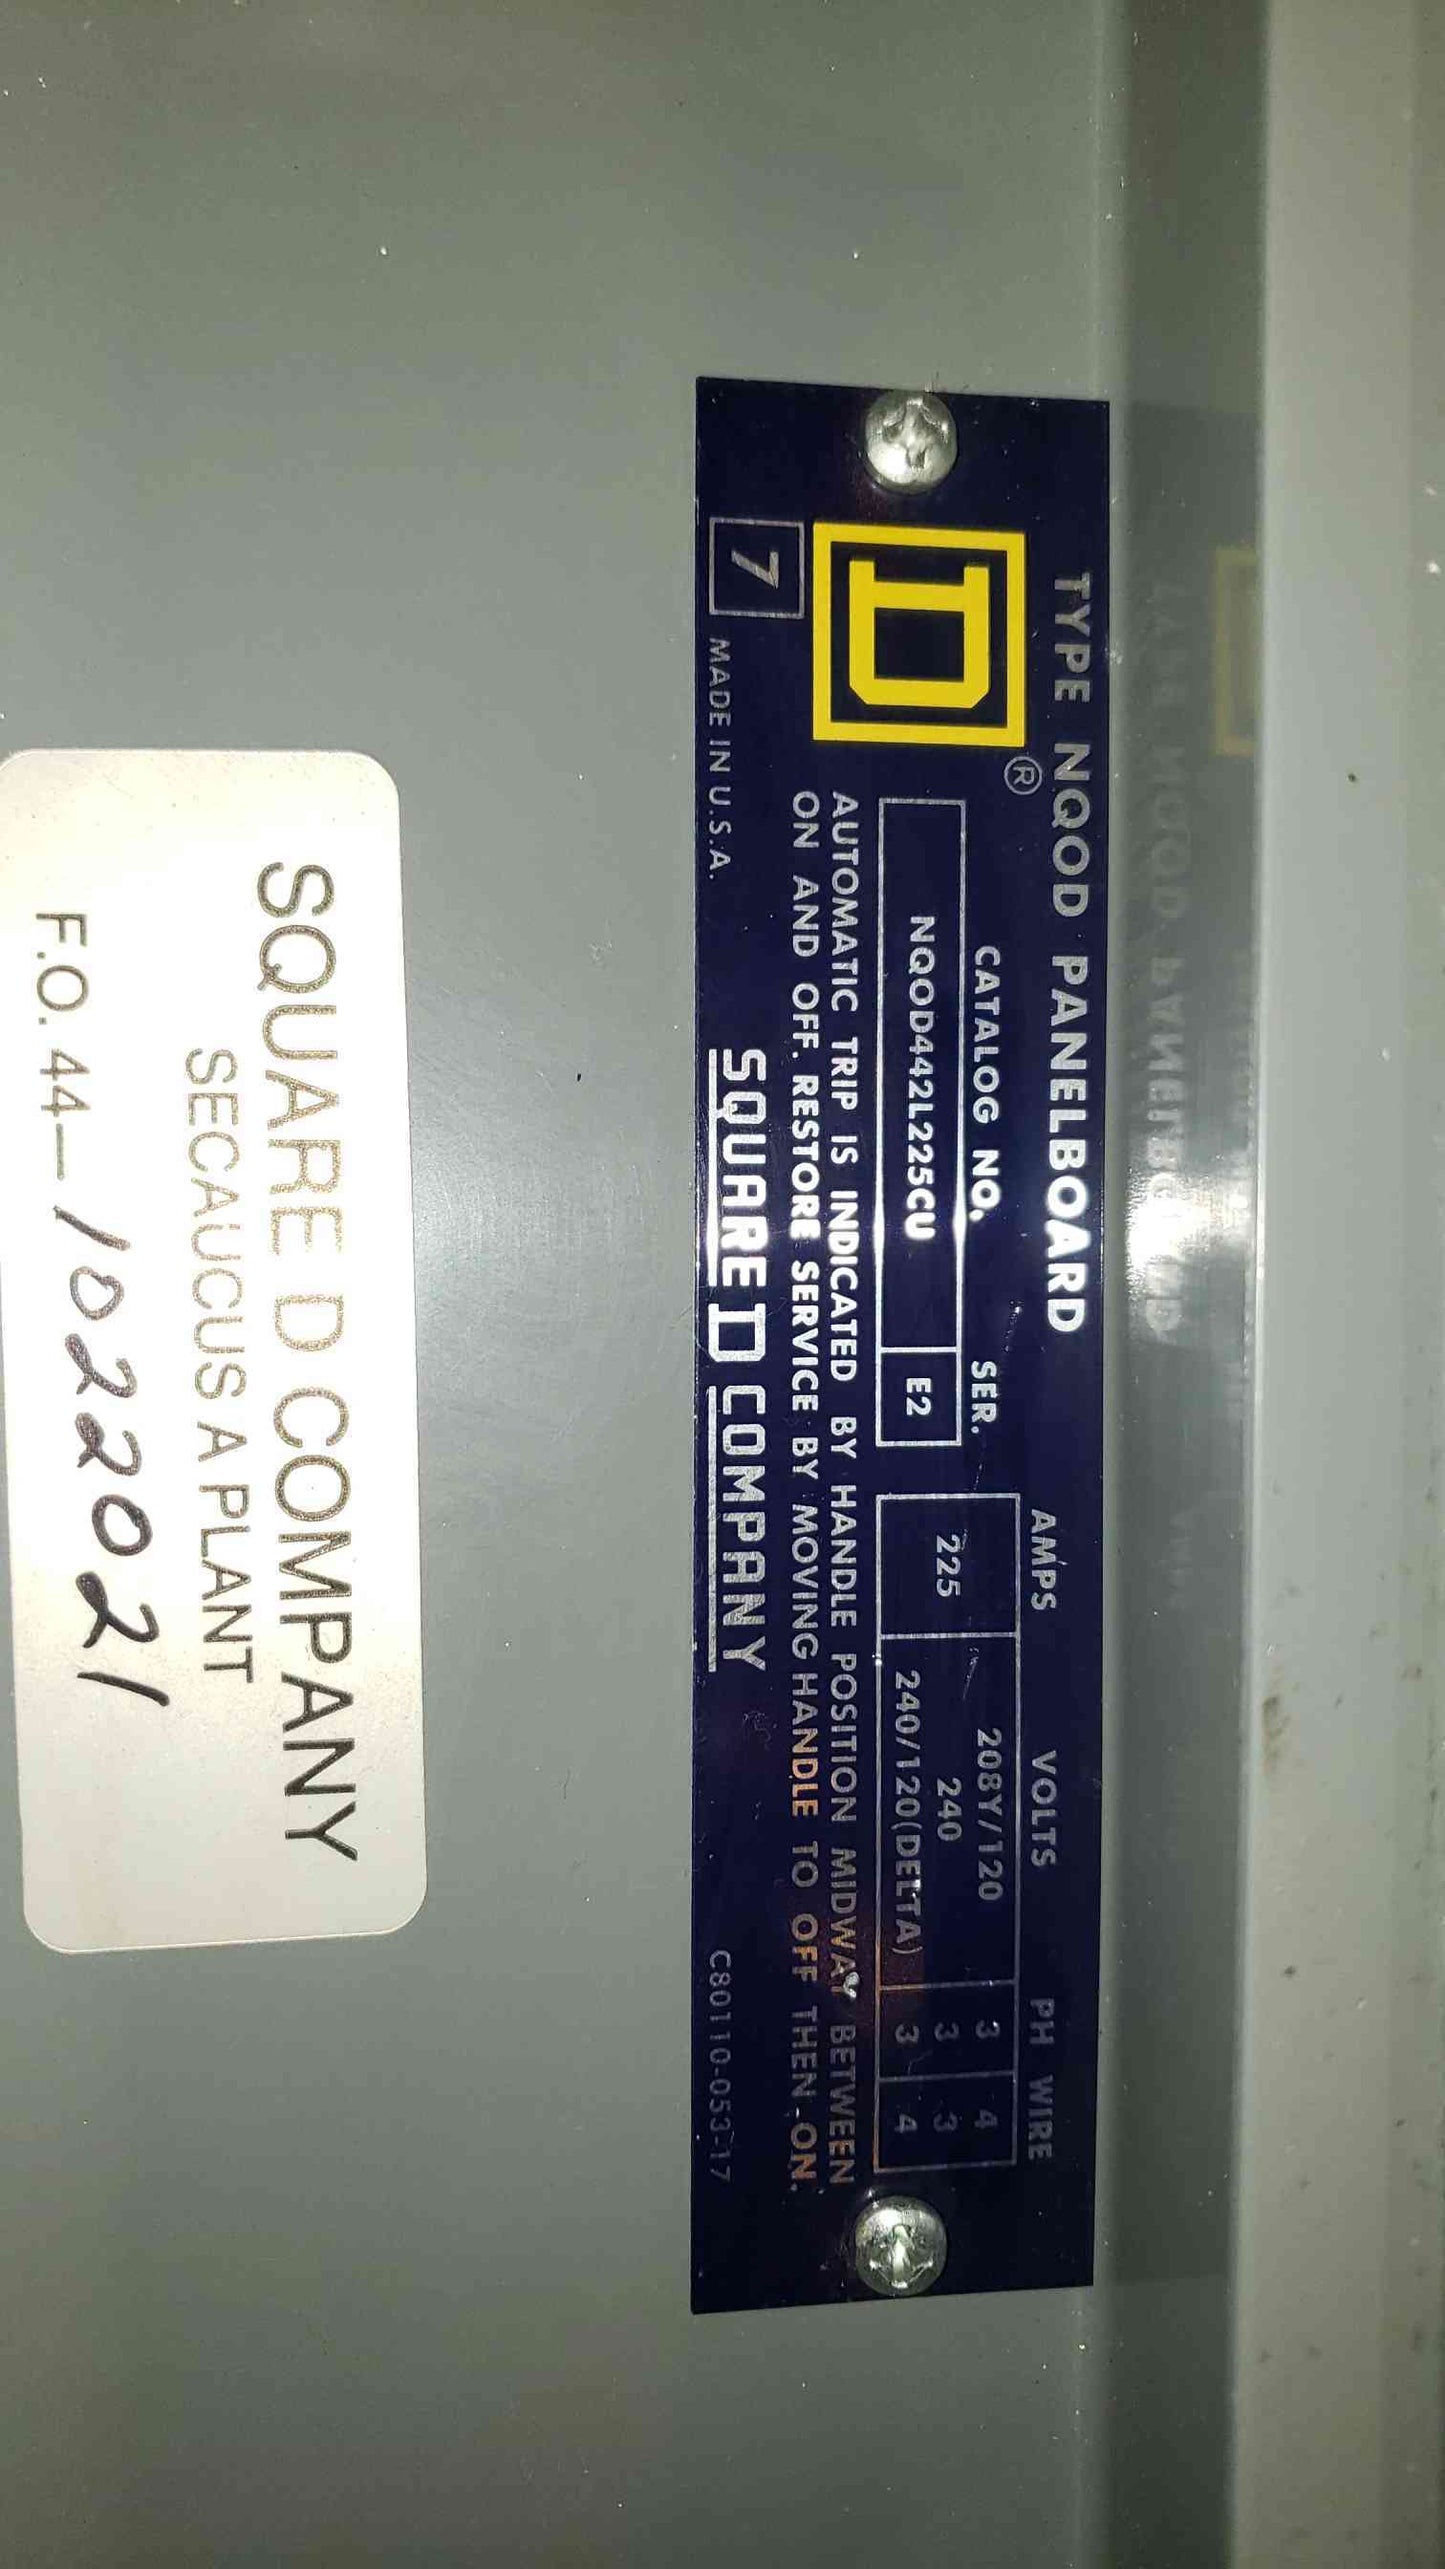 TYPE NQOD PANELBOARD
D ®
CATALOG NO. SER.
NQOD442L225CU E2
AMPS VOLTS PH WIRE
225 208Y/120 3 4
240 3 3
240/120(DELTA) 3 4
AUTOMATIC TRIP IS INDICATED BY HANDLE POSITION MIDWAY BETWEEN
ON AND OFF. RESTORE SERVICE BY MOVING HANDLE TO OFF THEN ON.
7 MADE IN U.S.A. SQUARE D COMPANY C80110-053-17
SQUARE D COMPANY
SECAUCUS A PLANT
F.O. 44-1022021